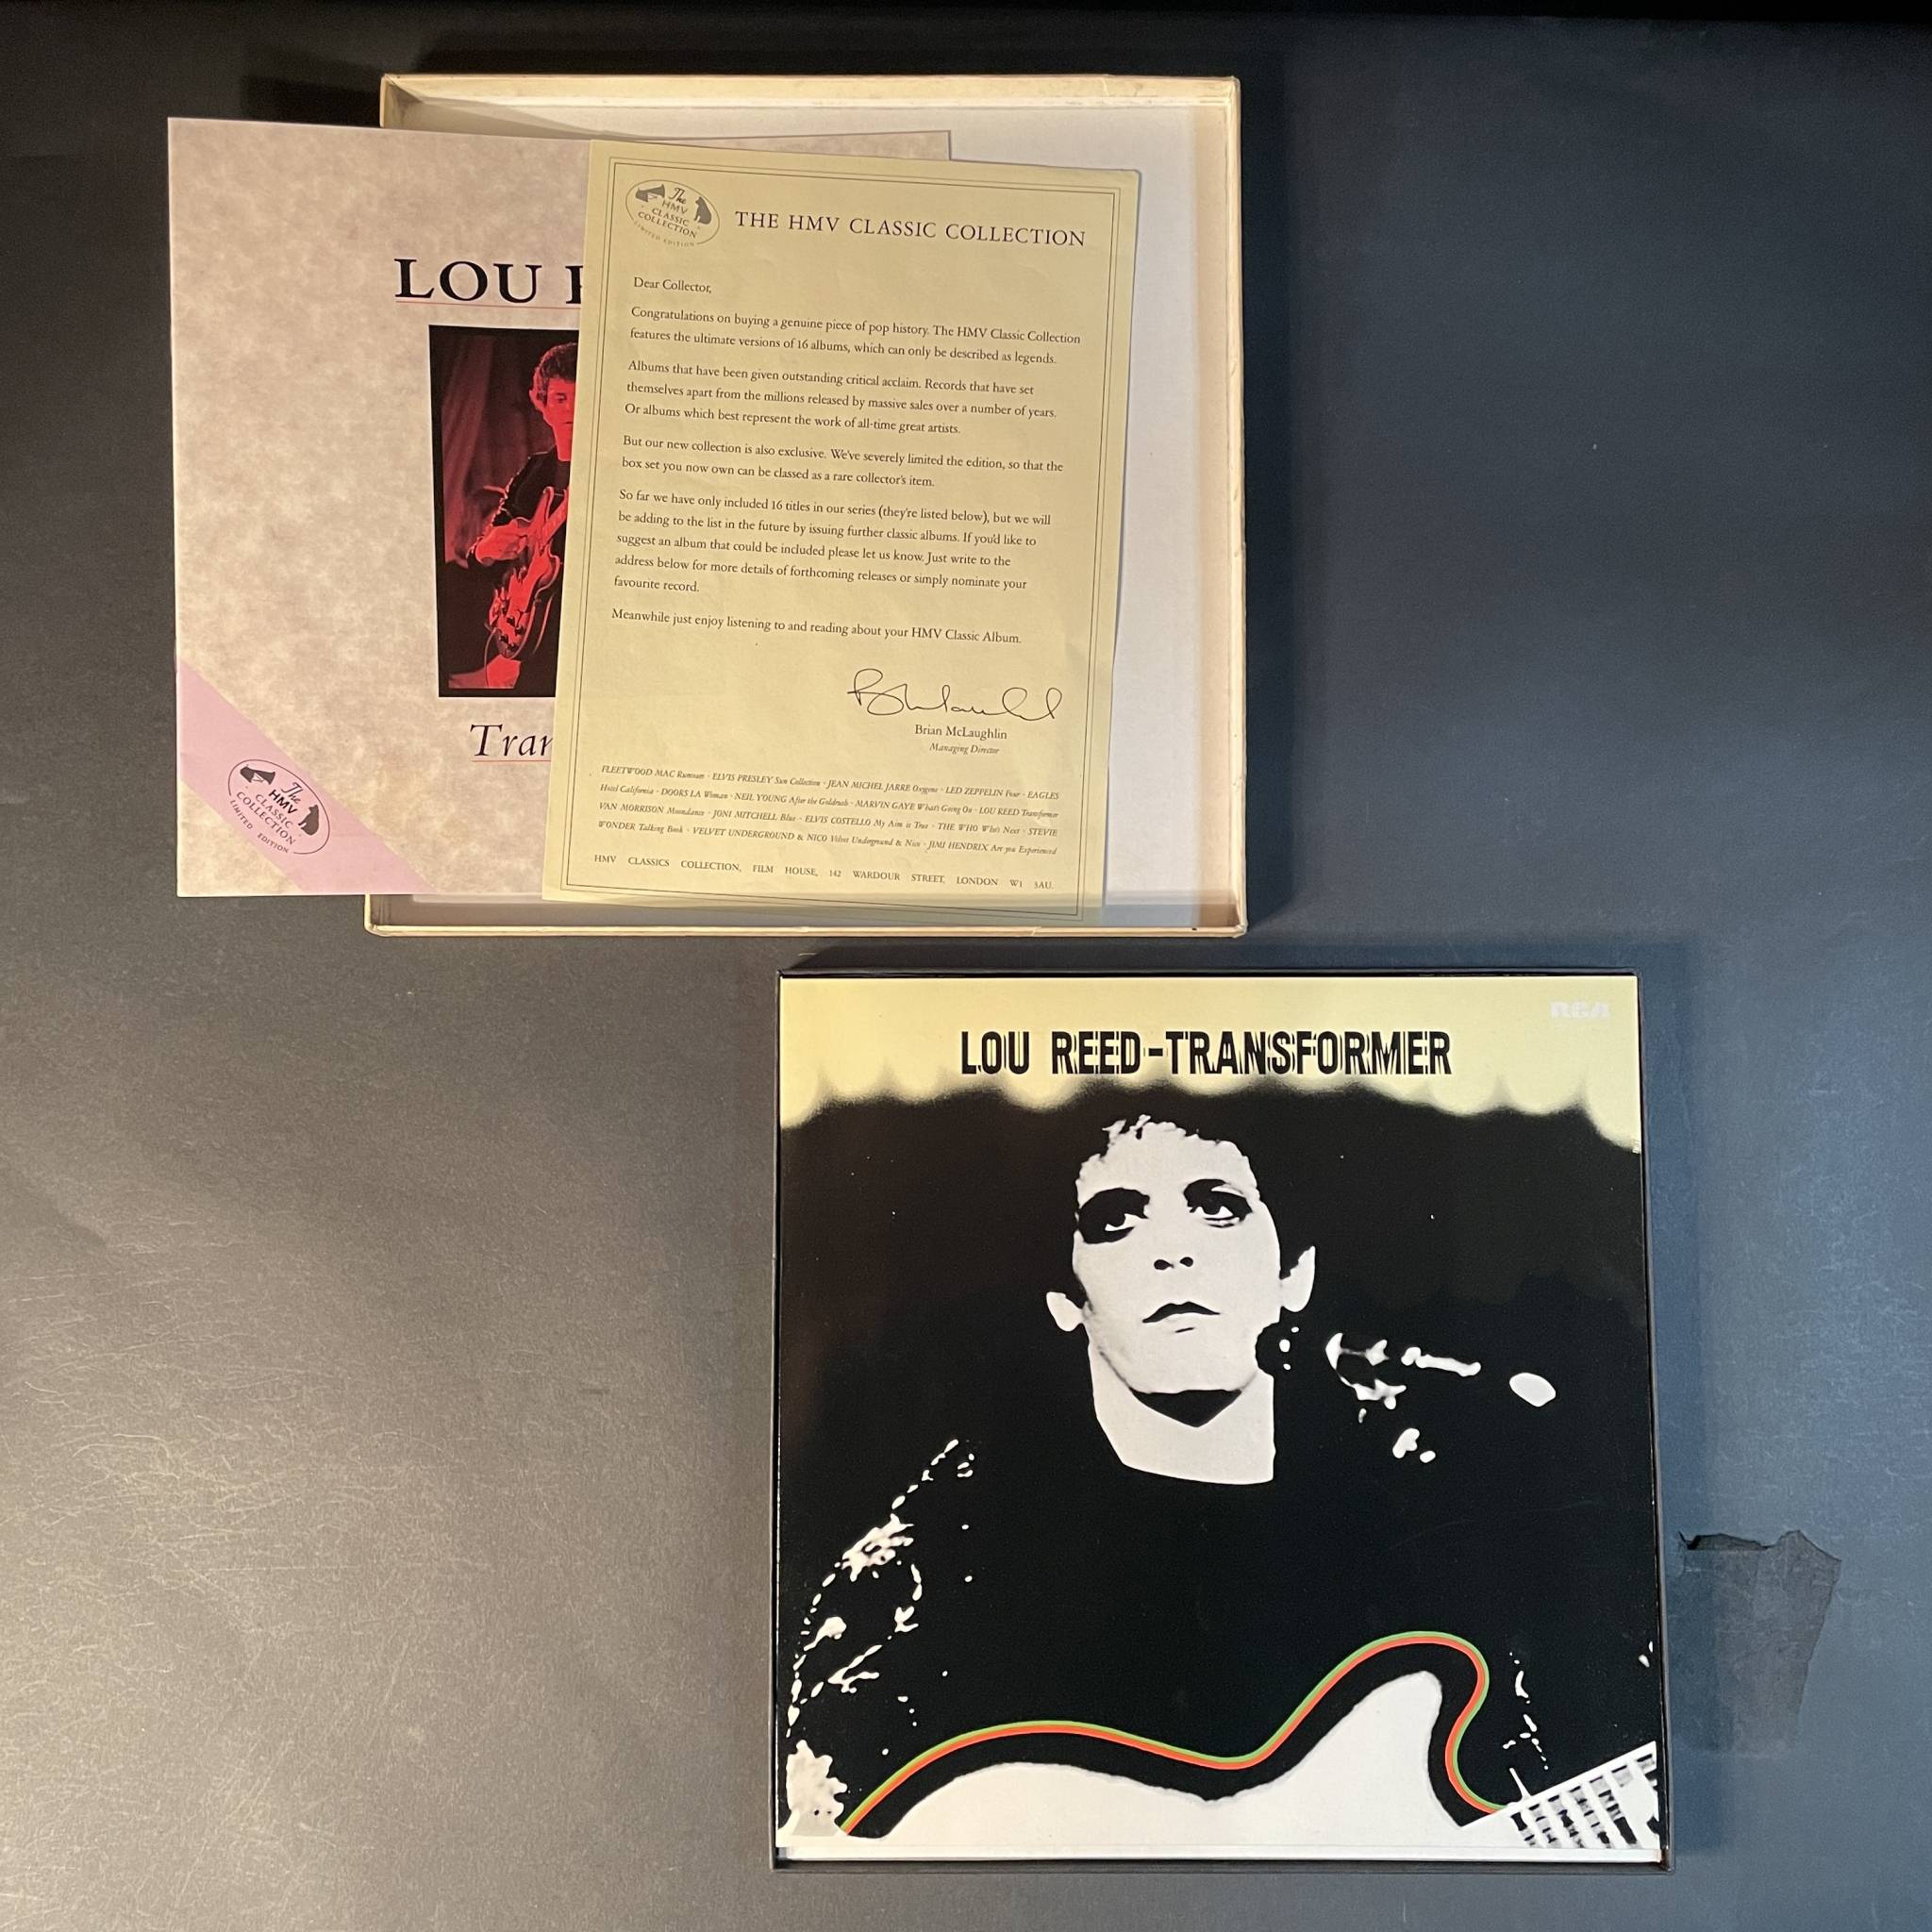 LOU
Tran
The
HMV
CLASSIC
COLLECTION
LIMITED EDITION
The
HMV
CLASSIC
COLLECTION
LIMITED EDITION
THE HMV CLASSIC COLLECTION
Dear Collector,
Congratulations on buying a genuine piece of pop history. The HMV Classic Collection
features the ultimate versions of 16 albums, which can only be described as legends.
Albums that have been given outstanding critical acclaim. Records that have set
themselves apart from the millions released by massive sales over a number of years.
Or albums which best represent the work of all-time great artists.
But our new collection is also exclusive. We've severely limited the edition, so that the
box set you now own can be classed as a rare collector's item.
So far we have only included 16 titles in our series (they're listed below), but we will
be adding to the list in the future by issuing further classic albums. If you'd like to
suggest an album that could be included please let us know. Just write to the
address below for more details of forthcoming releases or simply nominate your
favourite record.
Meanwhile just enjoy listening to and reading about your HMV Classic Album.
Brian McLaughlin
Managing Director
FLEETWOOD MAC Rumours · ELVIS PRESLEY Sun Collection · JEAN MICHEL JARRE Oxygene · LED ZEPPELIN Four · EAGLES
Hotel California · DOORS LA Woman · NEIL YOUNG After the Goldrush · MARVIN GAYE What's Going On · LOU REED Transformer
VAN MORRISON Moondance · JONI MITCHELL Blue · ELVIS COSTELLO My Aim is True · THE WHO Who's Next · STEVIE
WONDER Talking Book · VELVET UNDERGROUND & NICO Velvet Underground & Nico · JIMI HENDRIX Are you Experienced
HMV CLASSICS COLLECTION, FILM HOUSE, 142 WARDOUR STREET, LONDON W1 3AU.
RCA
LOU REED-TRANSFORMER